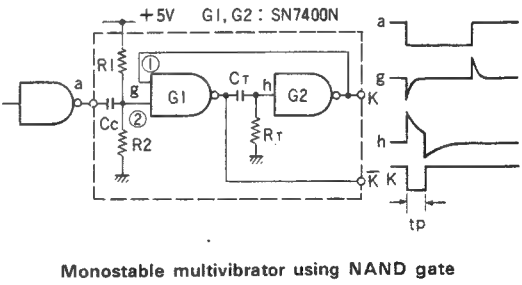 +5V G1, G2 : SN7400N
a
R1
①
a
g
G1
CT
h
G2
K
g
Cc
②
R2
RT
h
K̅ K
tp
Monostable multivibrator using NAND gate